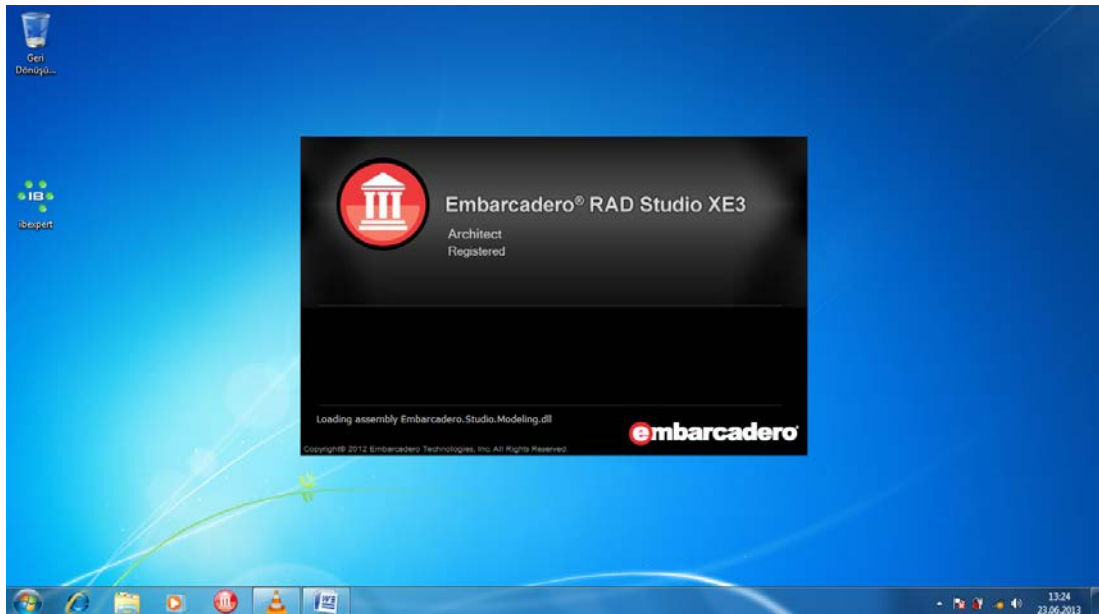 Geri
Dönüşü...
IB
ibexpert
Embarcadero® RAD Studio XE3
Architect
Registered
Loading assembly Embarcadero.Studio.Modeling.dll
embarcadero
Copyright© 2012 Embarcadero Technologies, Inc. All Rights Reserved.
13:24
23.06.2013